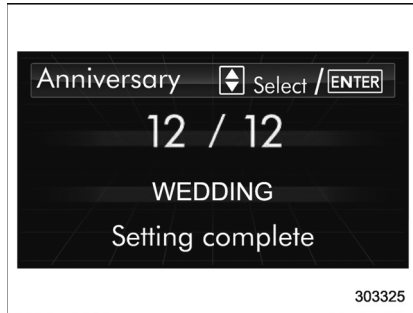 Anniversary Select / ENTER
12 / 12
WEDDING
Setting complete
303325